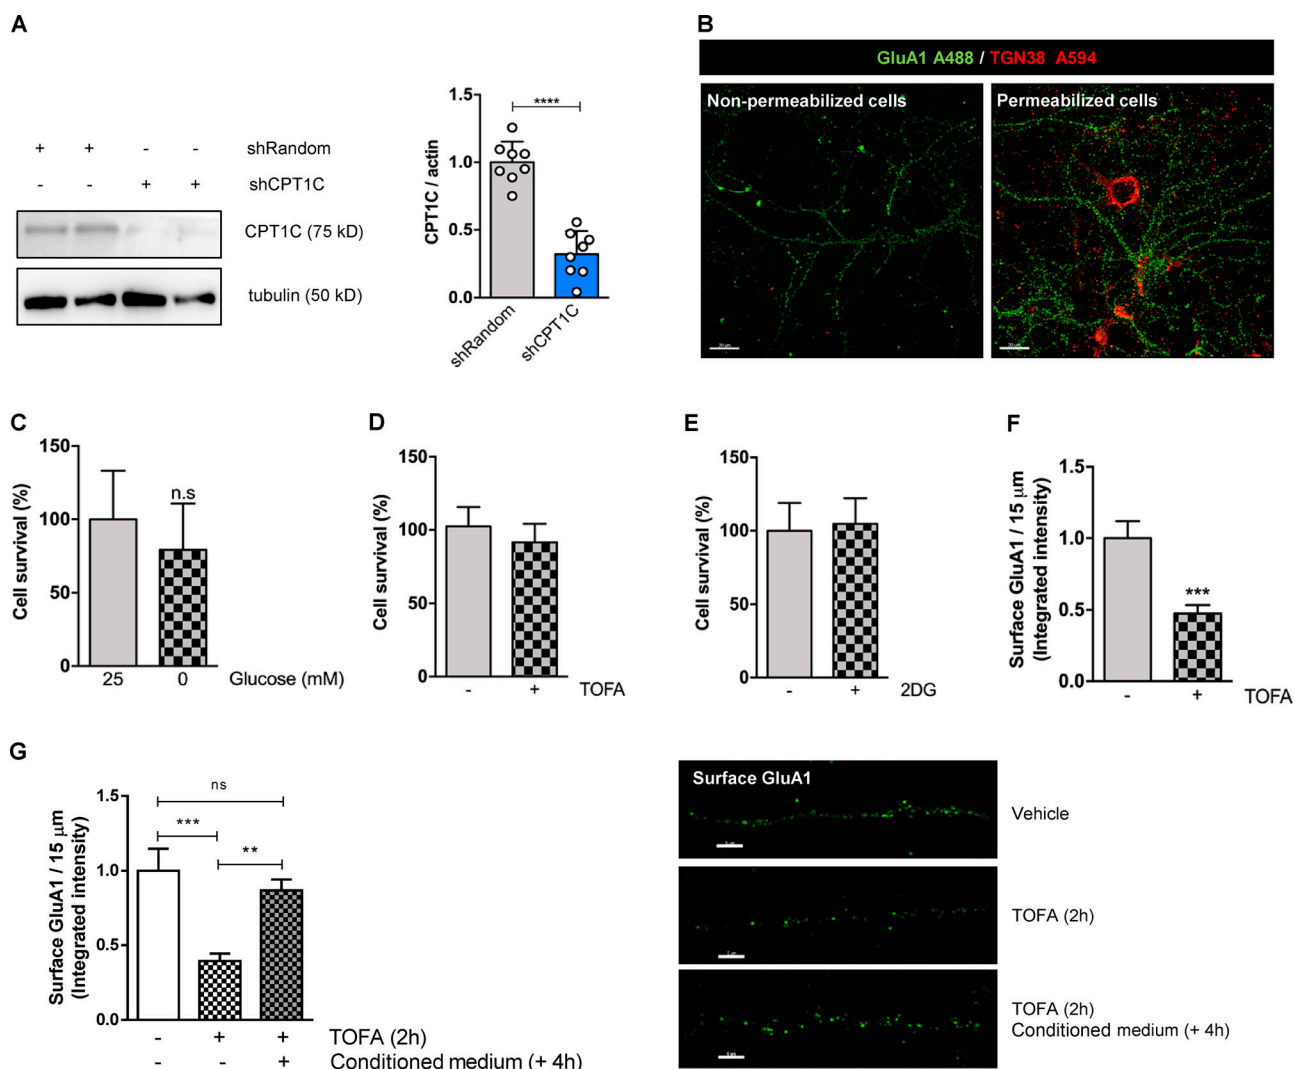 A
+ + - - shRandom
- - + + shCPT1C
CPT1C (75 kD)
tubulin (50 kD)
CPT1C / actin
1.5
1.0
0.5
0.0
****
shRandom
shCPT1C
B
GluA1 A488 / TGN38 A594
Non-permeabilized cells
Permeabilized cells
C
Cell survival (%)
150
100
50
0
n.s
25 0 Glucose (mM)
D
Cell survival (%)
150
100
50
0
- + TOFA
E
Cell survival (%)
150
100
50
0
- + 2DG
F
Surface GluA1 / 15 µm
(Integrated intensity)
1.5
1.0
0.5
0.0
***
- + TOFA
G
Surface GluA1 / 15 µm
(Integrated intensity)
1.5
1.0
0.5
0.0
ns
***
**
- + + TOFA (2h)
- - + Conditioned medium (+ 4h)
Surface GluA1
Vehicle
TOFA (2h)
TOFA (2h)
Conditioned medium (+ 4h)